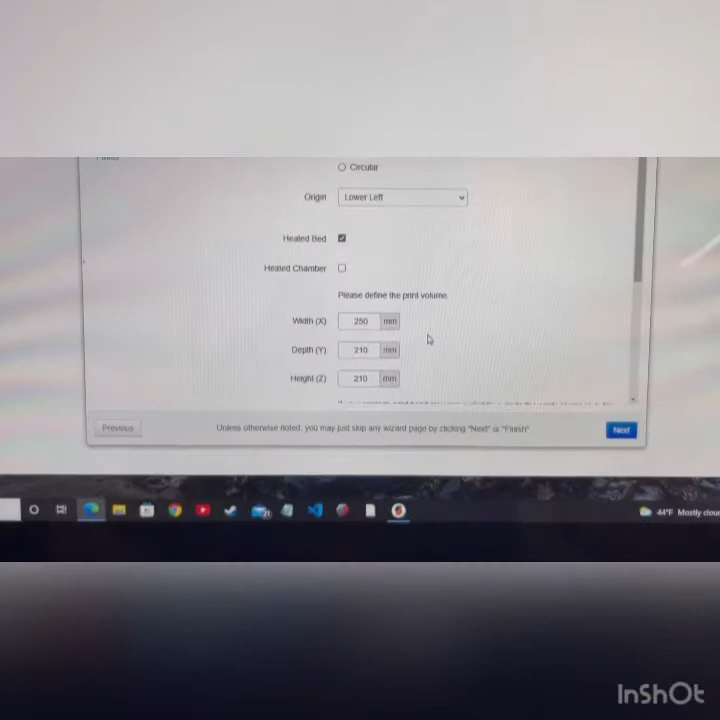 Circular
Origin Lower Left
Heated Bed
Heated Chamber
Please define the print volume
Width (X) 250 mm
Depth (Y) 210 mm
Height (Z) 210 mm
Previous Unless otherwise noted, you may just skip any wizard page by clicking "Next" or "Finish" Next
44°F Mostly clou
InShOt